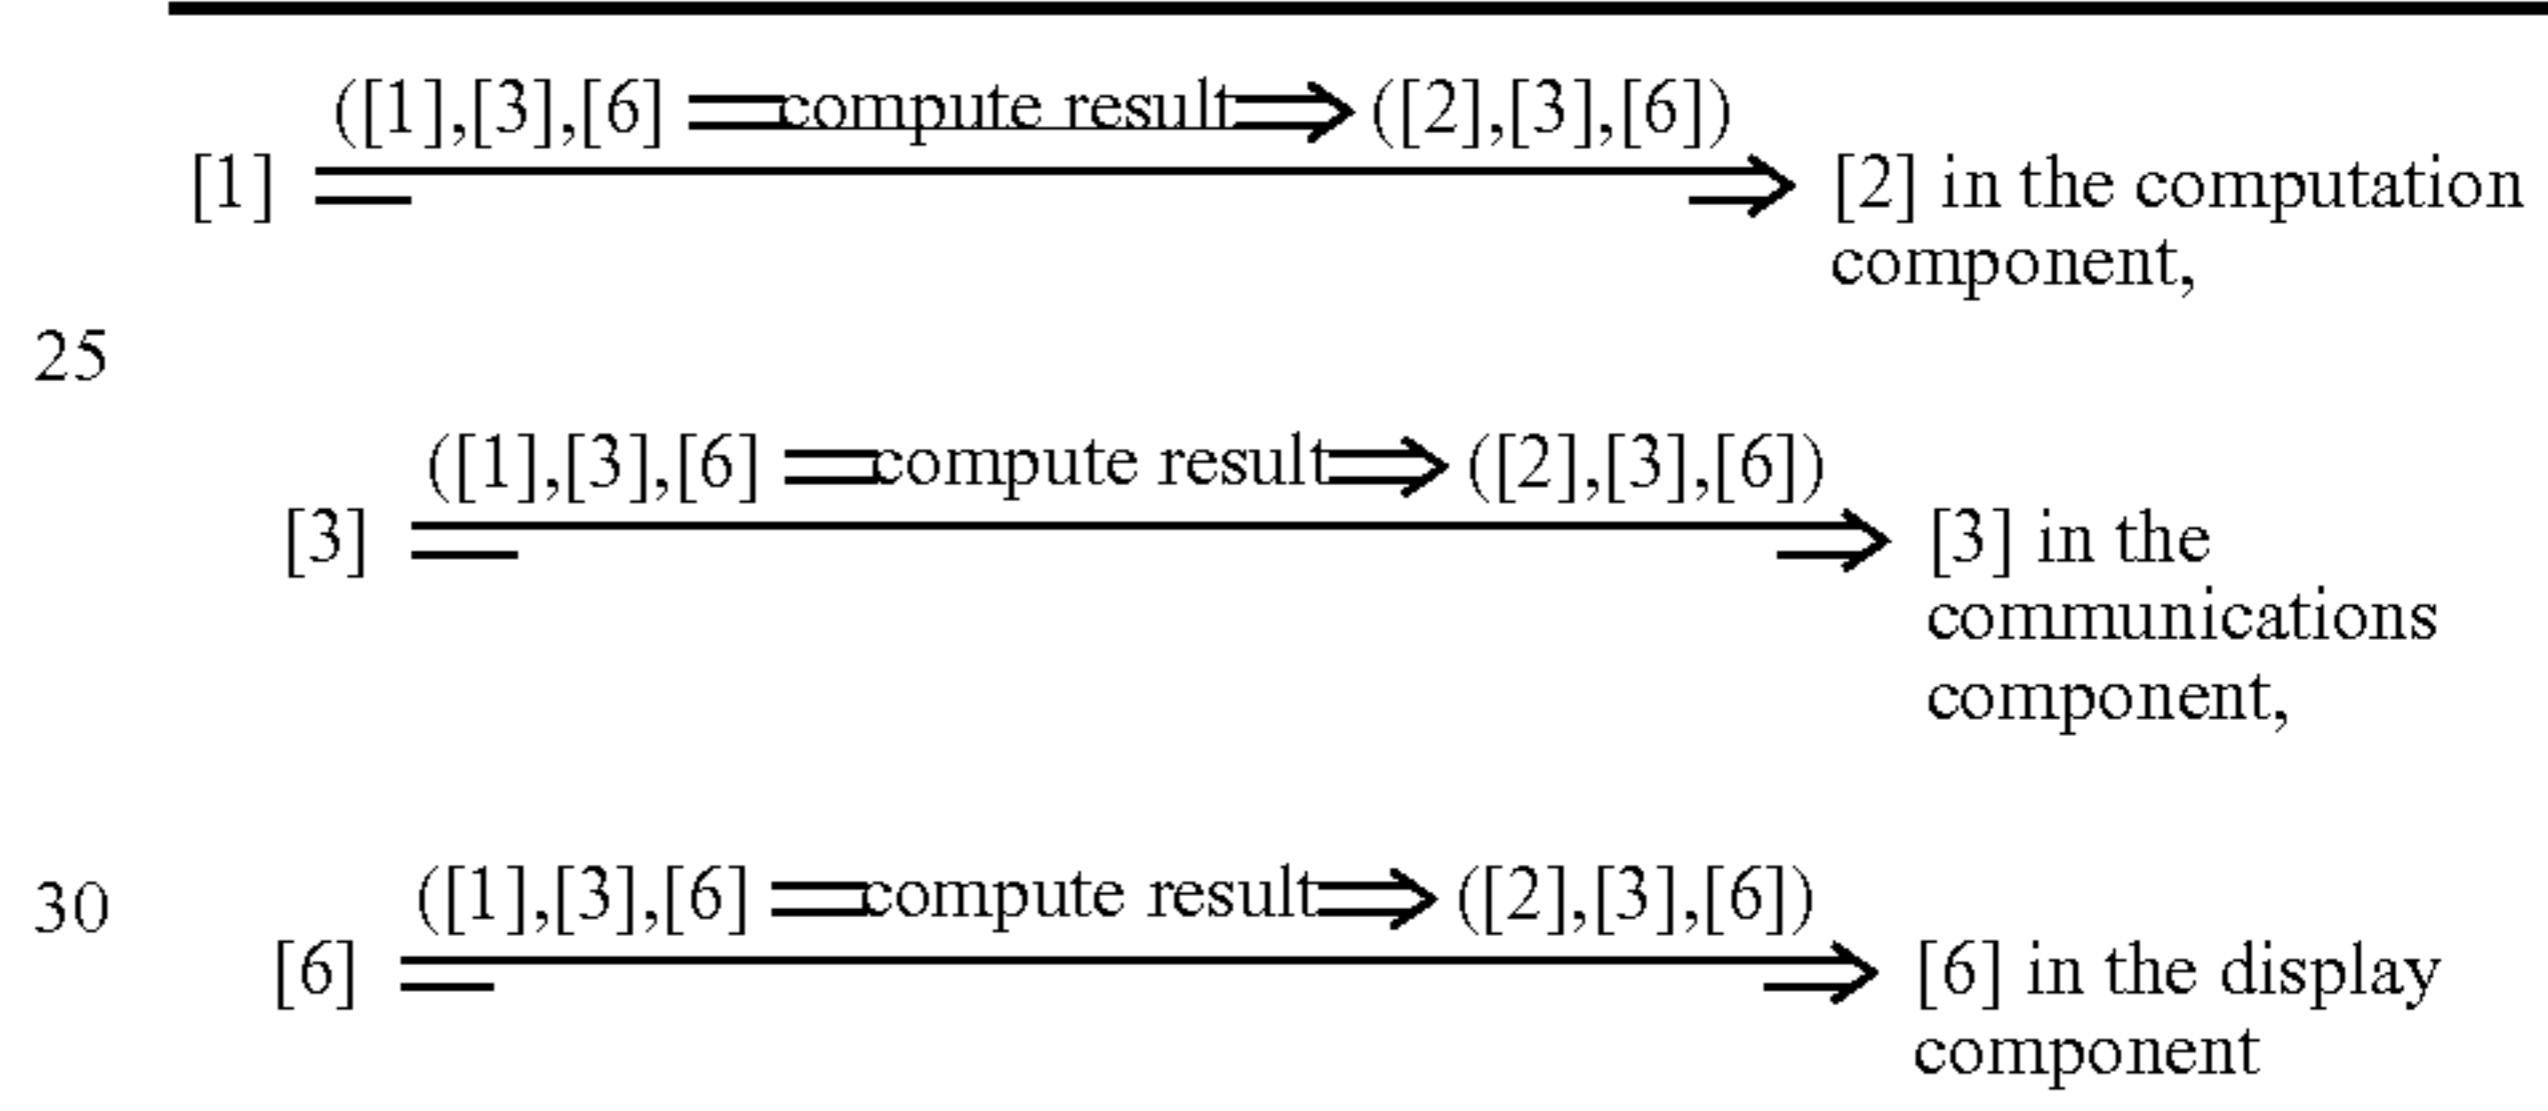 ([1],[3],[6] compute result ([2],[3],[6])
[1] [2] in the computation
component,
25
([1],[3],[6] compute result ([2],[3],[6])
[3] [3] in the
communications
component,
30 ([1],[3],[6] compute result ([2],[3],[6])
[6] [6] in the display
component